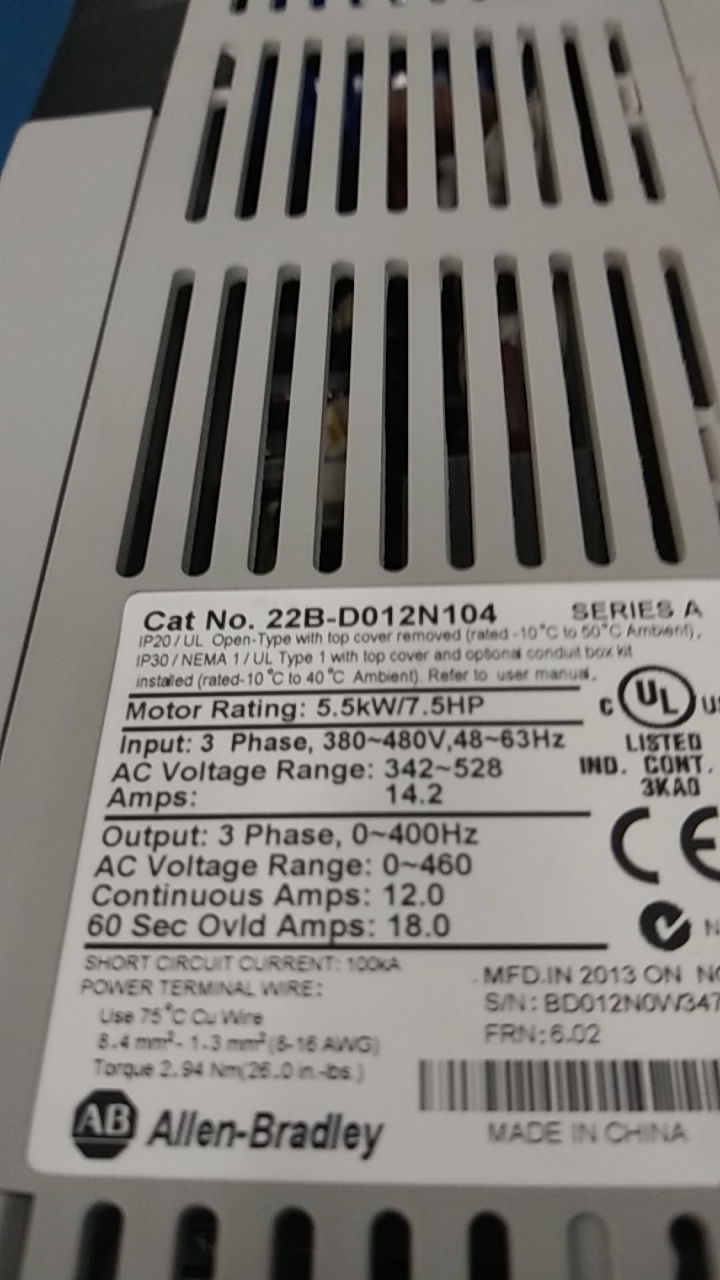 Cat No. 22B-D012N104 SERIES A
IP20/UL Open-Type with top cover removed (rated -10°C to 50°C Ambient),
IP30/NEMA 1/UL Type 1 with top cover and optional conduit box kit
installed (rated-10°C to 40°C Ambient). Refer to user manual.
Motor Rating: 5.5kW/7.5HP
Input: 3 Phase, 380~480V,48~63Hz
AC Voltage Range: 342~528
Amps: 14.2
C UL US
LISTED
IND. CONT.
3KA0
Output: 3 Phase, 0~400Hz
AC Voltage Range: 0~460
Continuous Amps: 12.0
60 Sec Ovld Amps: 18.0
CE
N
SHORT CIRCUIT CURRENT: 100kA
POWER TERMINAL WIRE:
Use 75°C Cu Wire
8.4 mm²- 1.3 mm²(8-16 AWG)
Torque 2.94 Nm(26.0 in.-lbs.)
MFD.IN 2013 ON NO
S/N: BD012N0W347
FRN:6.02
AB Allen-Bradley
MADE IN CHINA